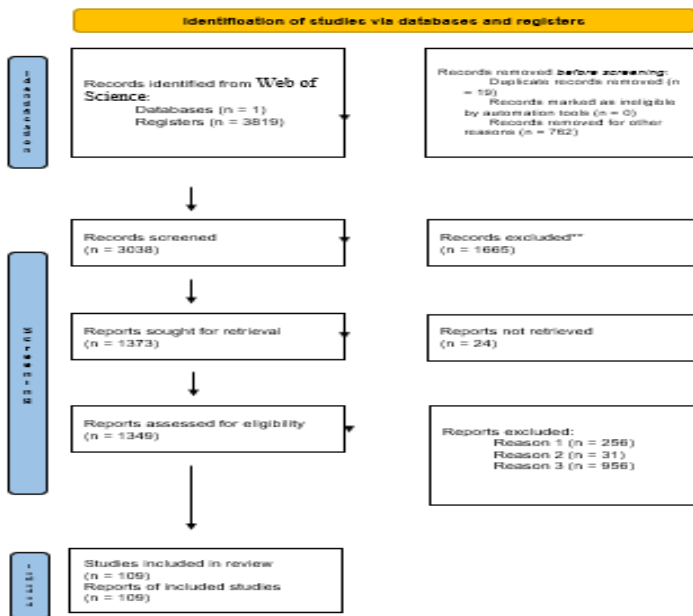 Identification of studies via databases and registers
Records identified from Web of
Science:
Databases (n = 1)
Registers (n = 3819)
Records removed before screening:
Duplicate records removed (n
= 19)
Records marked as ineligible
by automation tools (n = 0)
Records removed for other
reasons (n = 762)
Records screened
(n = 3038)
Records excluded**
(n = 1665)
Reports sought for retrieval
(n = 1373)
Reports not retrieved
(n = 24)
Reports assessed for eligibility
(n = 1349)
Reports excluded:
Reason 1 (n = 256)
Reason 2 (n = 31)
Reason 3 (n = 956)
Studies included in review
(n = 109)
Reports of included studies
(n = 109)